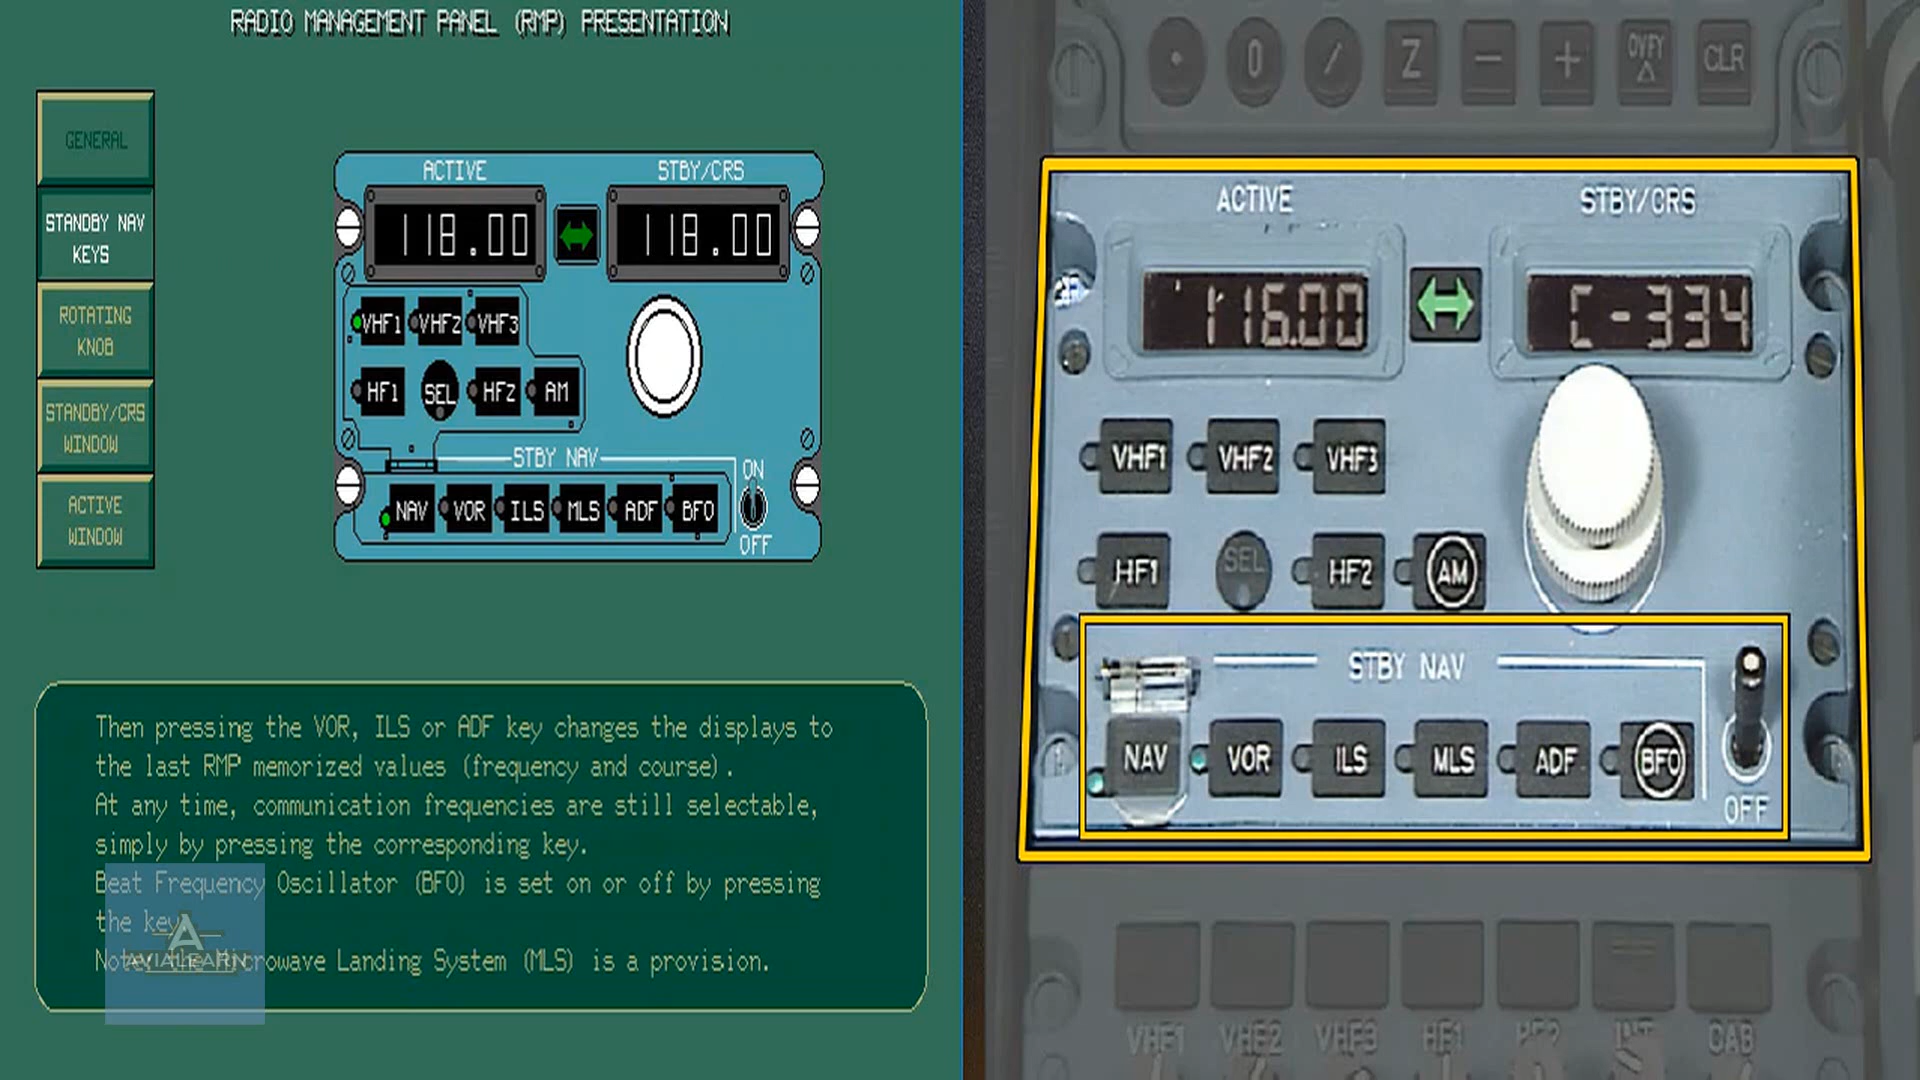 RADIO MANAGEMENT PANEL (RMP) PRESENTATION
GENERAL
STANDBY NAV
KEYS
ROTATING
KNOB
STANDBY/CRS
WINDOW
ACTIVE
WINDOW
ACTIVE STBY/CRS
118.00 118.00
VHF1 VHF2 VHF3
HF1 SEL HF2 AM
STBY NAV
ON
NAV VOR ILS MLS ADF BFO
OFF
Then pressing the VOR, ILS or ADF key changes the displays to
the last RMP memorized values (frequency and course).
At any time, communication frequencies are still selectable,
simply by pressing the corresponding key.
Beat Frequency Oscillator (BFO) is set on or off by pressing
the key.
Note: the Microwave Landing System (MLS) is a provision.
AVIALEARN
. 0 / Z - + OVFY CLR
ACTIVE STBY/CRS
116.00 C-334
VHF1 VHF2 VHF3
HF1 SEL HF2 AM
STBY NAV
NAV VOR ILS MLS ADF BFO
OFF
VHF1 VHF2 VHF3 HF1 HF2 INT CAB